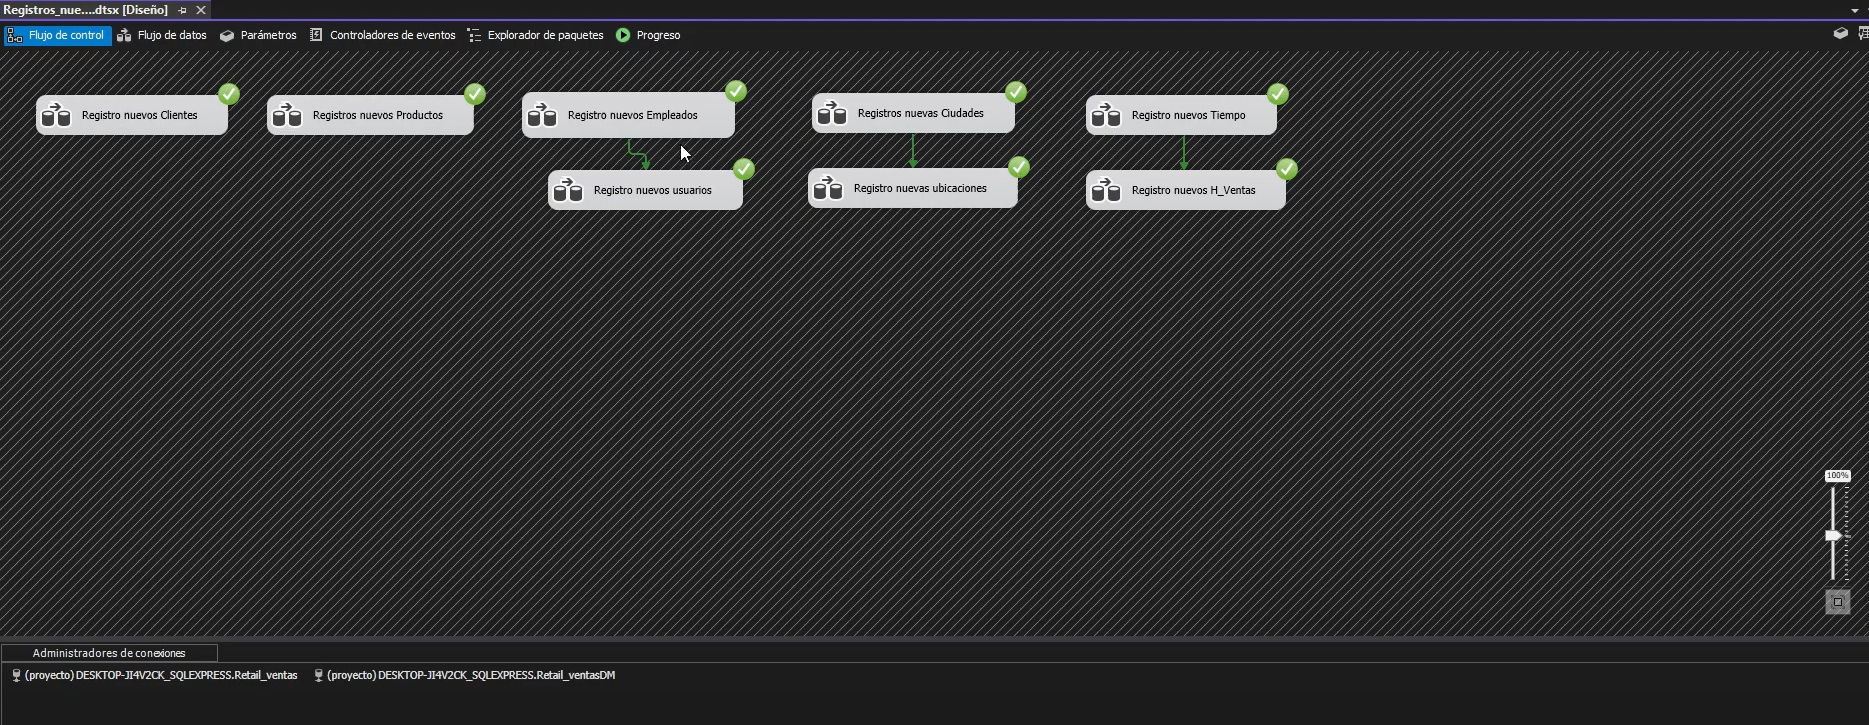 Registros_nue....dtsx [Diseño]
Flujo de control
Flujo de datos
Parámetros
Controladores de eventos
Explorador de paquetes
Progreso
Registro nuevos Clientes
Registros nuevos Productos
Registro nuevos Empleados
Registros nuevas Ciudades
Registro nuevos Tiempo
Registro nuevos usuarios
Registro nuevas ubicaciones
Registro nuevos H_Ventas
100%
Administradores de conexiones
(proyecto) DESKTOP-JI4V2CK_SQLEXPRESS.Retail_ventas
(proyecto) DESKTOP-JI4V2CK_SQLEXPRESS.Retail_ventasDM